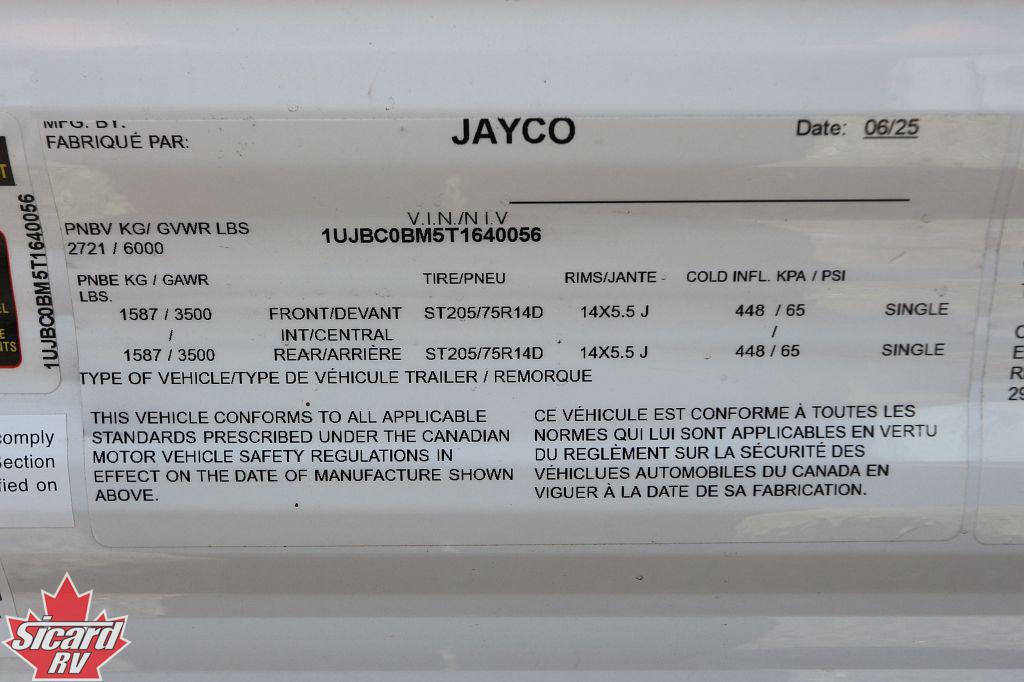 MFG. BY:
FABRIQUÉ PAR:
JAYCO
Date: 06/25
V.I.N./N I.V
PNBV KG/ GVWR LBS
1UJBC0BM5T1640056
2721 / 6000
PNBE KG / GAWR LBS.
TIRE/PNEU
RIMS/JANTE
COLD INFL. KPA / PSI
1587 / 3500 FRONT/DEVANT ST205/75R14D 14X5.5 J 448 / 65 SINGLE
/ INT/CENTRAL /
1587 / 3500 REAR/ARRIÈRE ST205/75R14D 14X5.5 J 448 / 65 SINGLE
TYPE OF VEHICLE/TYPE DE VÉHICULE TRAILER / REMORQUE
THIS VEHICLE CONFORMS TO ALL APPLICABLE
STANDARDS PRESCRIBED UNDER THE CANADIAN
MOTOR VEHICLE SAFETY REGULATIONS IN
EFFECT ON THE DATE OF MANUFACTURE SHOWN
ABOVE.
CE VÉHICULE EST CONFORME À TOUTES LES
NORMES QUI LUI SONT APPLICABLES EN VERTU
DU REGLÈMENT SUR LA SÉCURITÉ DES
VÉHICLUES AUTOMOBILES DU CANADA EN
VIGUER À LA DATE DE SA FABRICATION.
1UJBC0BM5T1640056
comply
Section
fied on
29
Sicard
RV